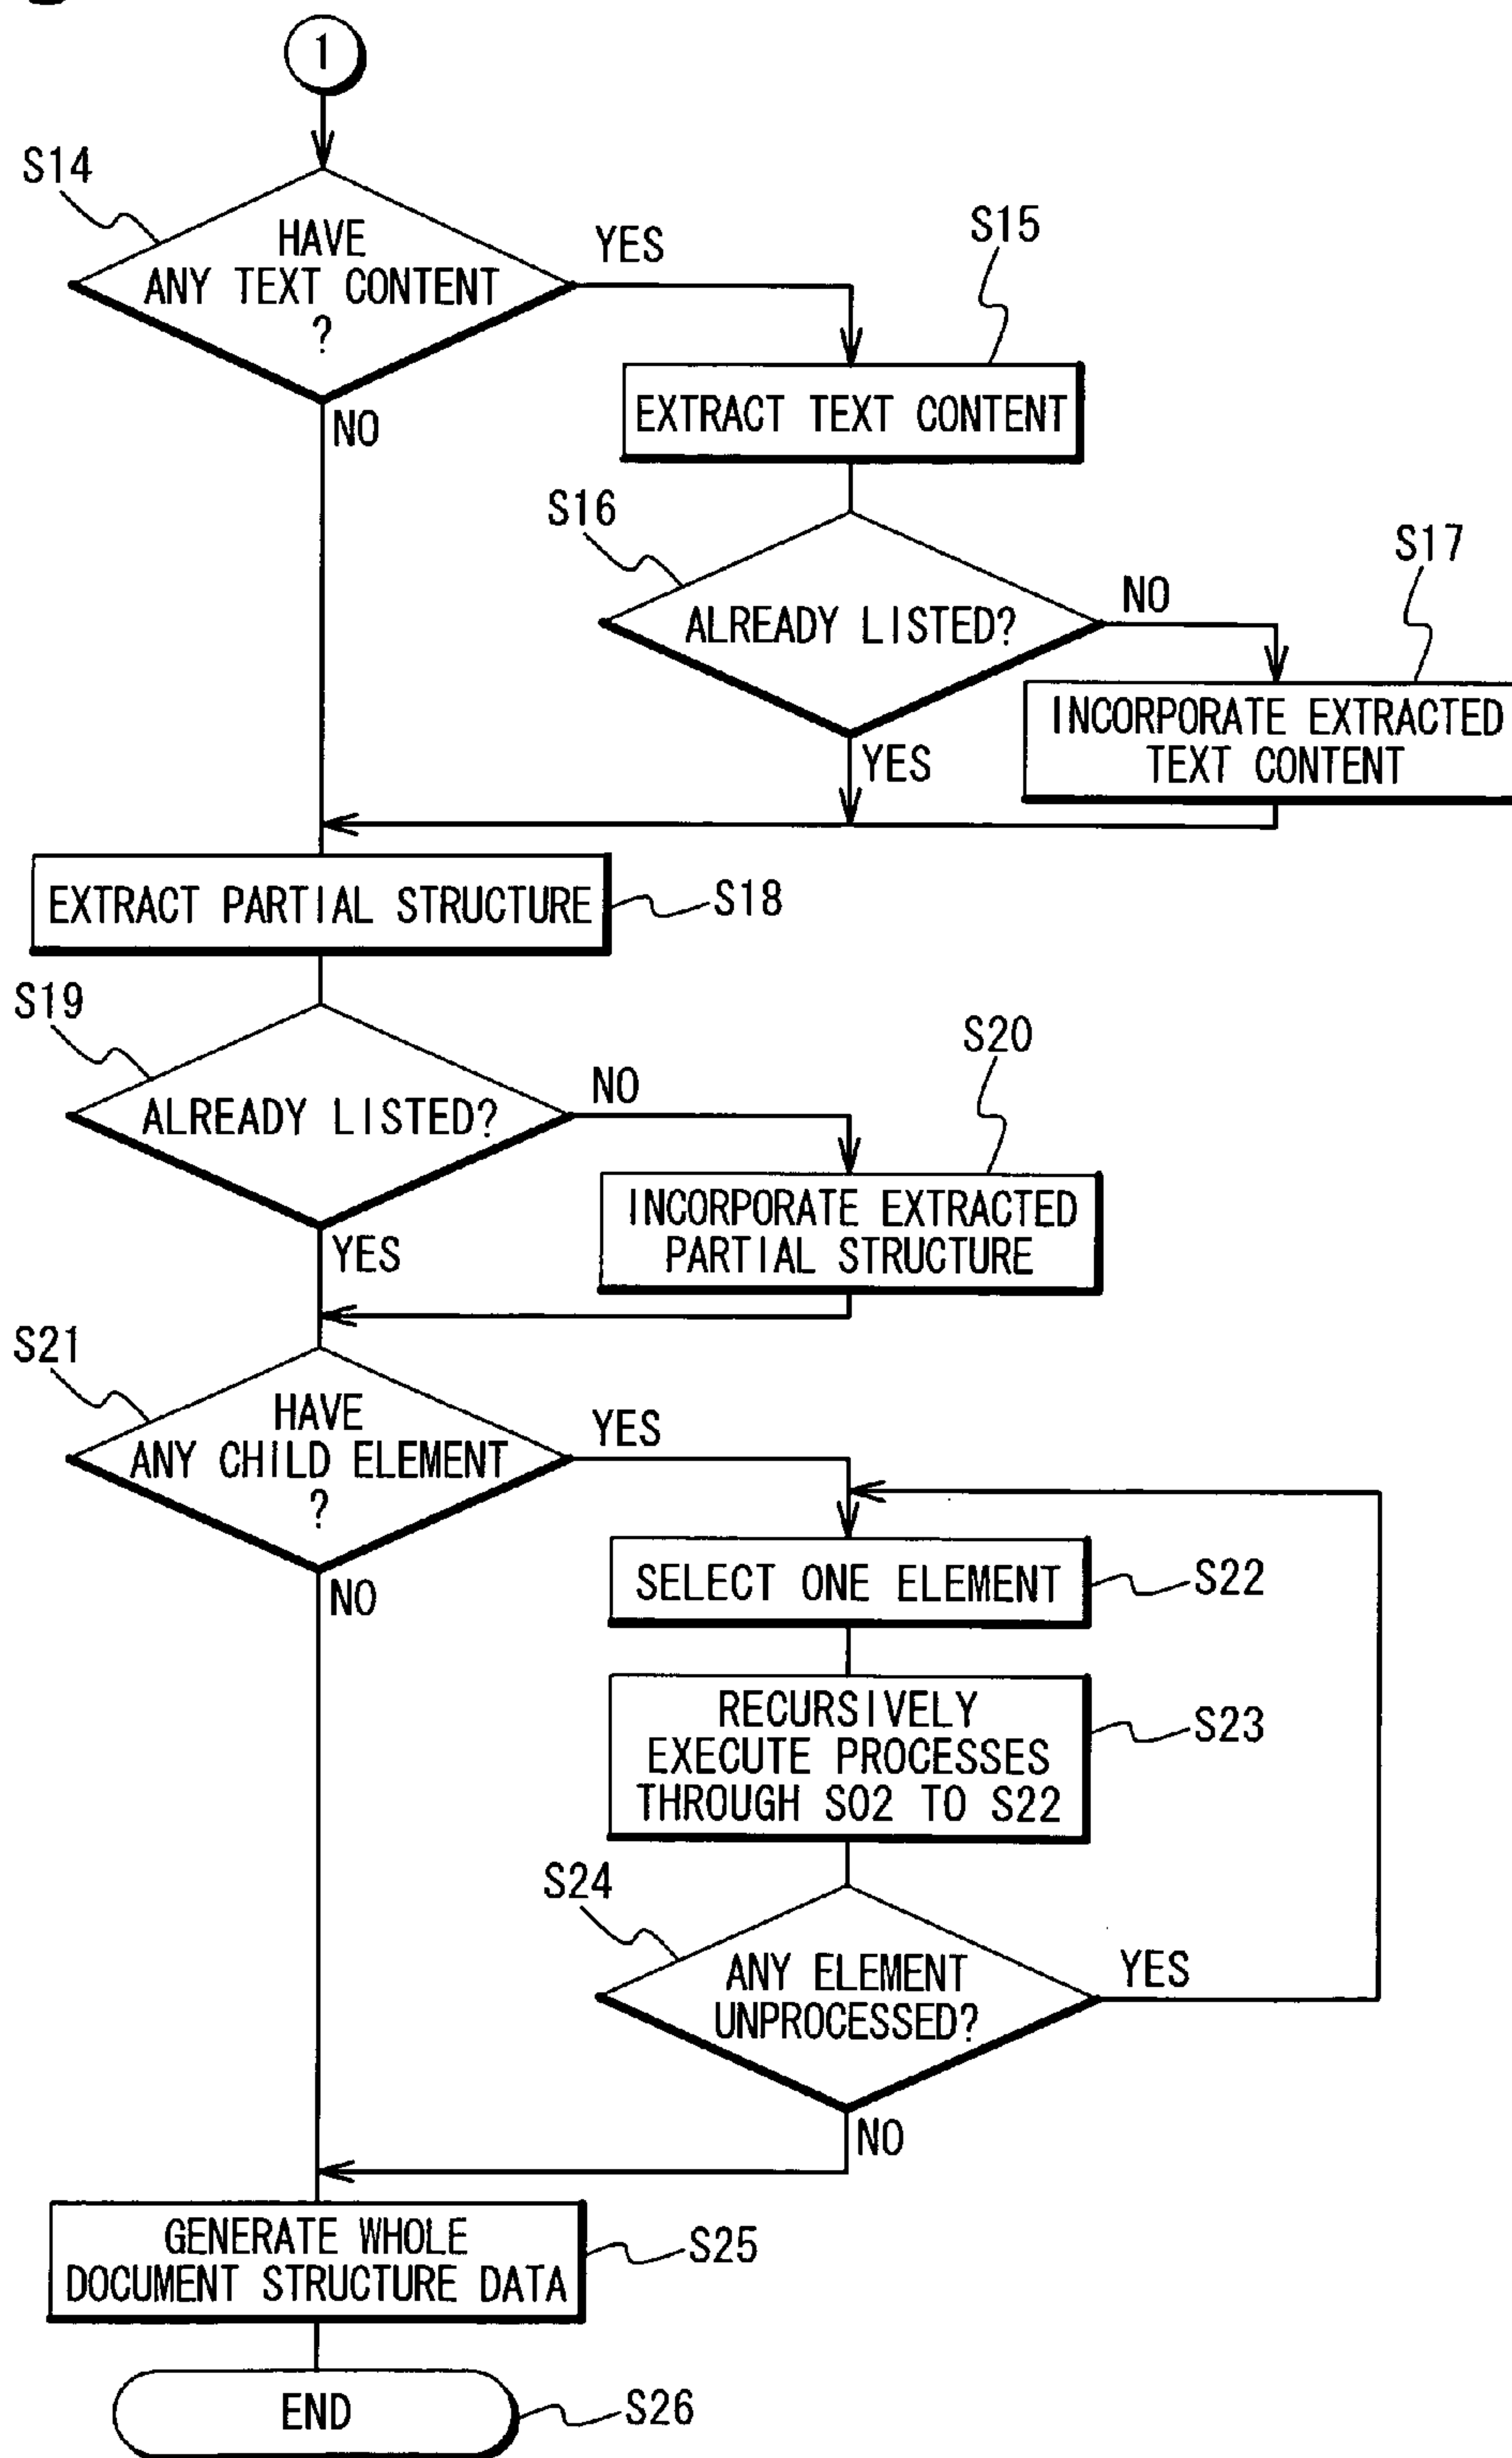 1
S14
HAVE
ANY TEXT CONTENT
?
YES
NO
S15
EXTRACT TEXT CONTENT
S16
ALREADY LISTED?
NO
YES
S17
INCORPORATE EXTRACTED
TEXT CONTENT
EXTRACT PARTIAL STRUCTURE
S18
S19
ALREADY LISTED?
NO
YES
S20
INCORPORATE EXTRACTED
PARTIAL STRUCTURE
S21
HAVE
ANY CHILD ELEMENT
?
YES
NO
SELECT ONE ELEMENT
S22
RECURSIVELY
EXECUTE PROCESSES
THROUGH S02 TO S22
S23
S24
ANY ELEMENT
UNPROCESSED?
YES
NO
GENERATE WHOLE
DOCUMENT STRUCTURE DATA
S25
END
S26